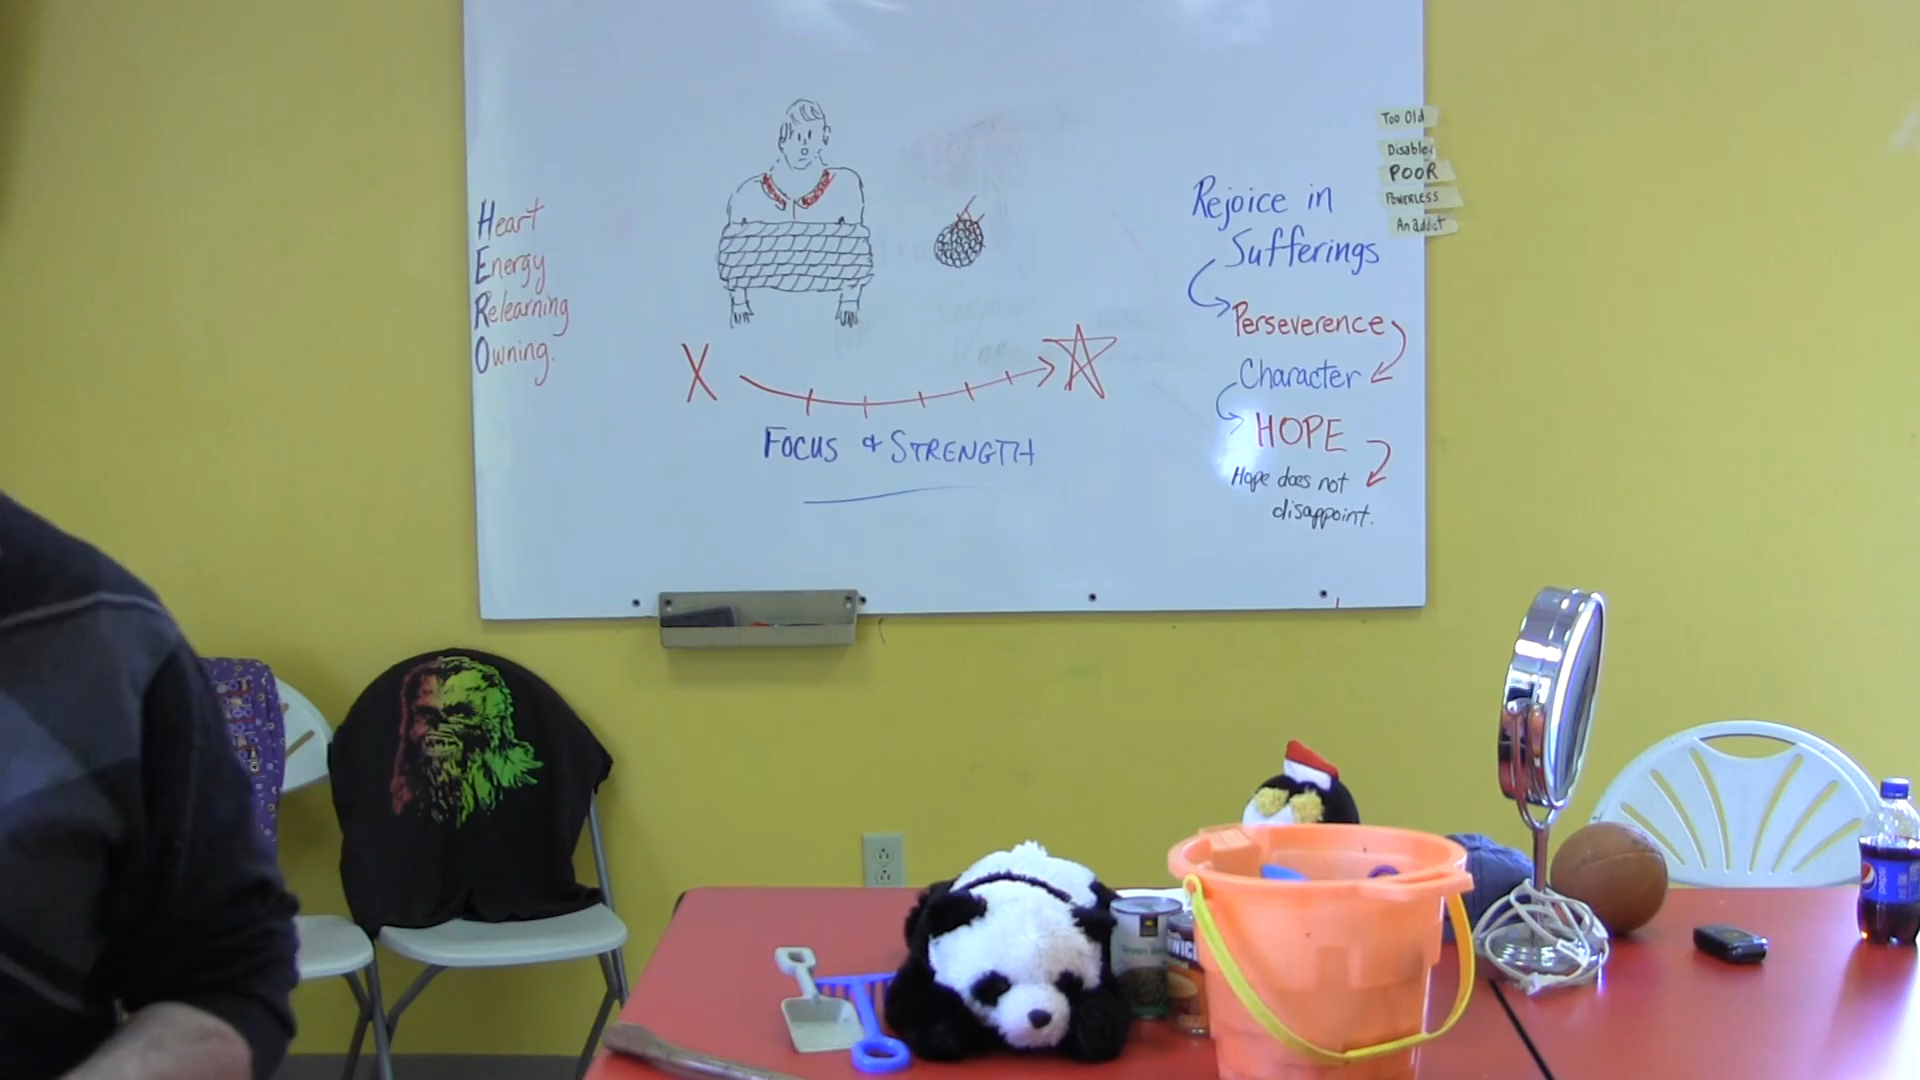 Heart
Energy
Relearning
Owning.
X
FOCUS & STRENGTH
Rejoice in
Sufferings
Perseverence
Character
HOPE
Hope does not
disappoint.
Too Old
Disabled
POOR
POWERLESS
An addict
pepsi